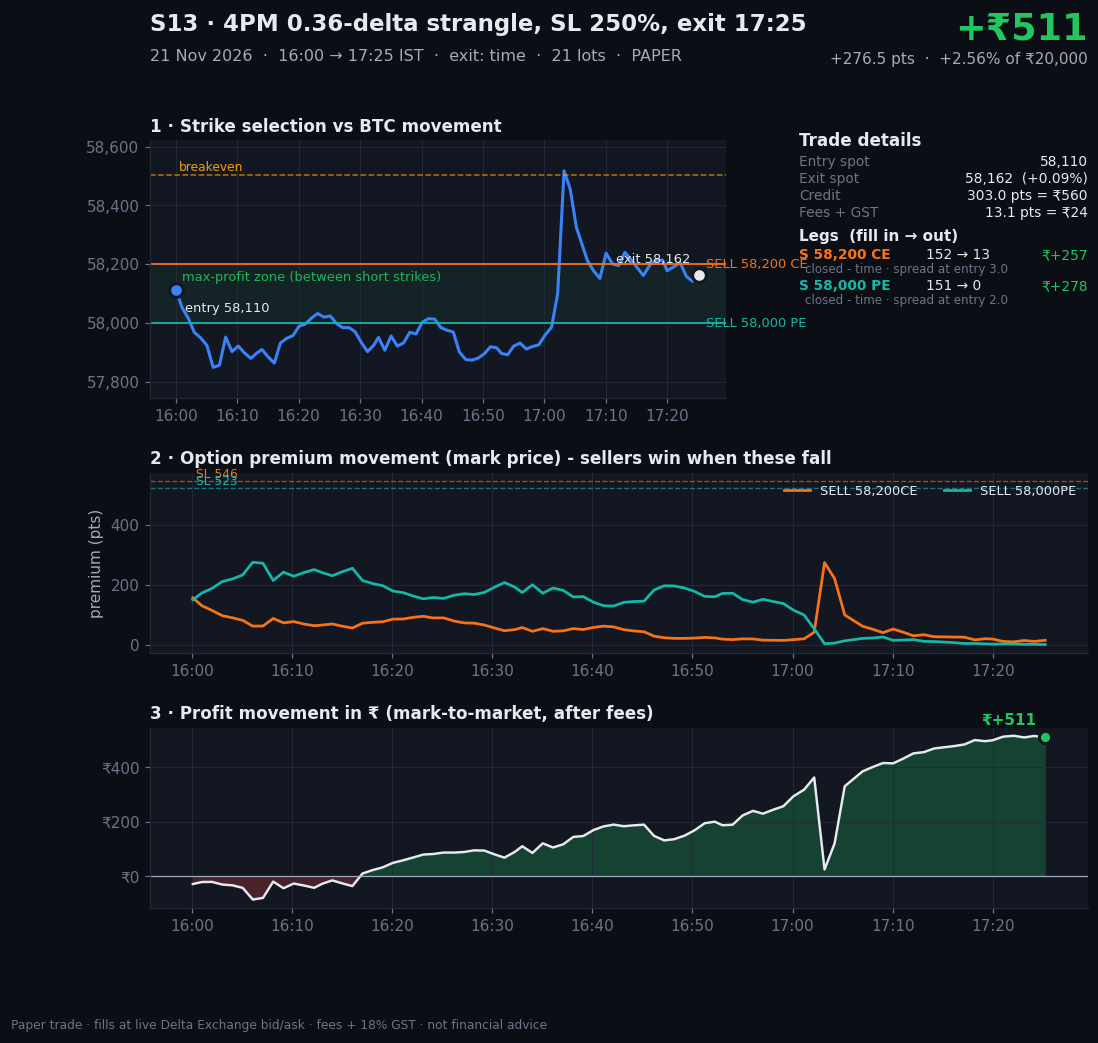 S13 · 4PM 0.36-delta strangle, SL 250%, exit 17:25
+₹511
21 Nov 2026 · 16:00 → 17:25 IST · exit: time · 21 lots · PAPER
+276.5 pts · +2.56% of ₹20,000
1 · Strike selection vs BTC movement
58,600
58,400
58,200
58,000
57,800
breakeven
max-profit zone (between short strikes)
entry 58,110
exit 58,162
SELL 58,200 CE
SELL 58,000 PE
16:00 16:10 16:20 16:30 16:40 16:50 17:00 17:10 17:20
Trade details
Entry spot 58,110
Exit spot 58,162 (+0.09%)
Credit 303.0 pts = ₹560
Fees + GST 13.1 pts = ₹24
Legs (fill in → out)
S 58,200 CE 152 → 13 ₹+257
closed - time · spread at entry 3.0
S 58,000 PE 151 → 0 ₹+278
closed - time · spread at entry 2.0
2 · Option premium movement (mark price) - sellers win when these fall
SL 546
SL 523
SELL 58,200CE SELL 58,000PE
premium (pts)
400
200
0
16:00 16:10 16:20 16:30 16:40 16:50 17:00 17:10 17:20
3 · Profit movement in ₹ (mark-to-market, after fees)
₹+511
₹400
₹200
₹0
16:00 16:10 16:20 16:30 16:40 16:50 17:00 17:10 17:20
Paper trade · fills at live Delta Exchange bid/ask · fees + 18% GST · not financial advice